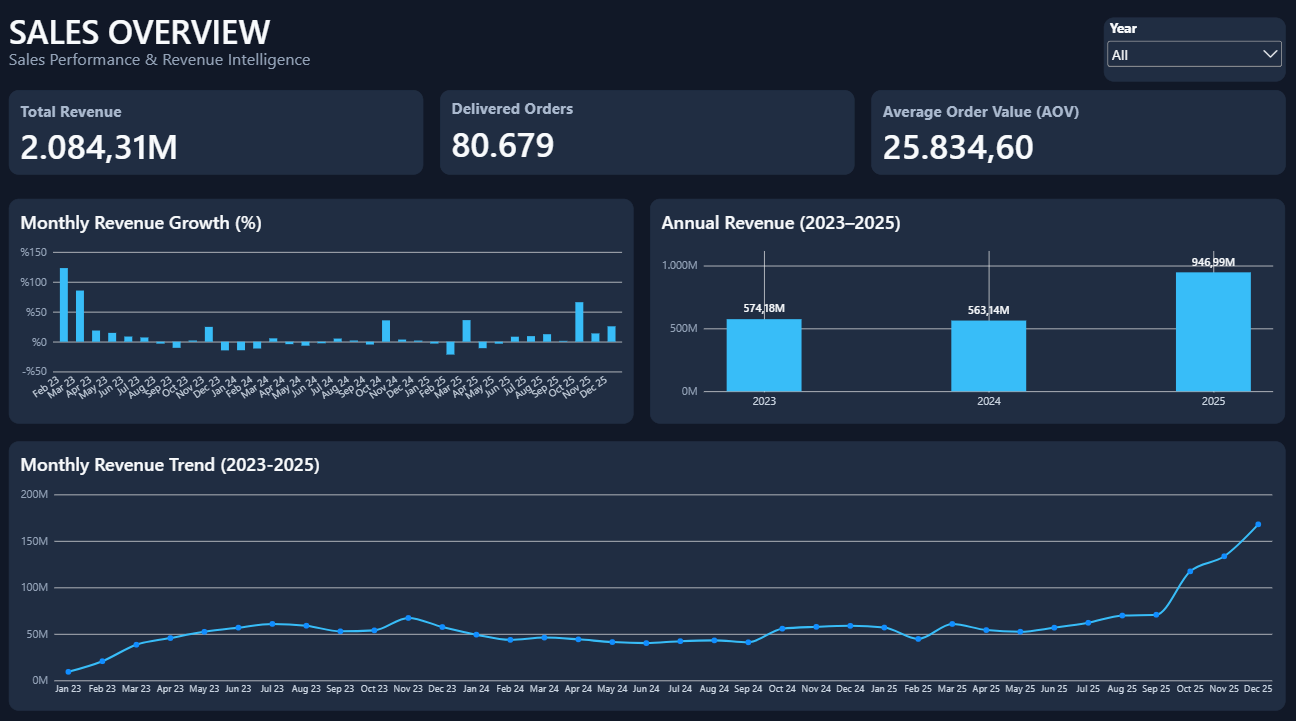 SALES OVERVIEW
Sales Performance & Revenue Intelligence
Year
All
Total Revenue
2.084,31M
Delivered Orders
80.679
Average Order Value (AOV)
25.834,60
Monthly Revenue Growth (%)
%150
%100
%50
%0
-%50
Feb 23 Mar 23 Apr 23 May 23 Jun 23 Jul 23 Aug 23 Sep 23 Oct 23 Nov 23 Dec 23 Jan 24 Feb 24 Mar 24 Apr 24 May 24 Jun 24 Jul 24 Aug 24 Sep 24 Oct 24 Nov 24 Dec 24 Jan 25 Feb 25 Mar 25 Apr 25 May 25 Jun 25 Jul 25 Aug 25 Sep 25 Oct 25 Nov 25 Dec 25
Annual Revenue (2023–2025)
1.000M
500M
0M
574,18M
563,14M
946,99M
2023 2024 2025
Monthly Revenue Trend (2023-2025)
200M
150M
100M
50M
0M
Jan 23 Feb 23 Mar 23 Apr 23 May 23 Jun 23 Jul 23 Aug 23 Sep 23 Oct 23 Nov 23 Dec 23 Jan 24 Feb 24 Mar 24 Apr 24 May 24 Jun 24 Jul 24 Aug 24 Sep 24 Oct 24 Nov 24 Dec 24 Jan 25 Feb 25 Mar 25 Apr 25 May 25 Jun 25 Jul 25 Aug 25 Sep 25 Oct 25 Nov 25 Dec 25